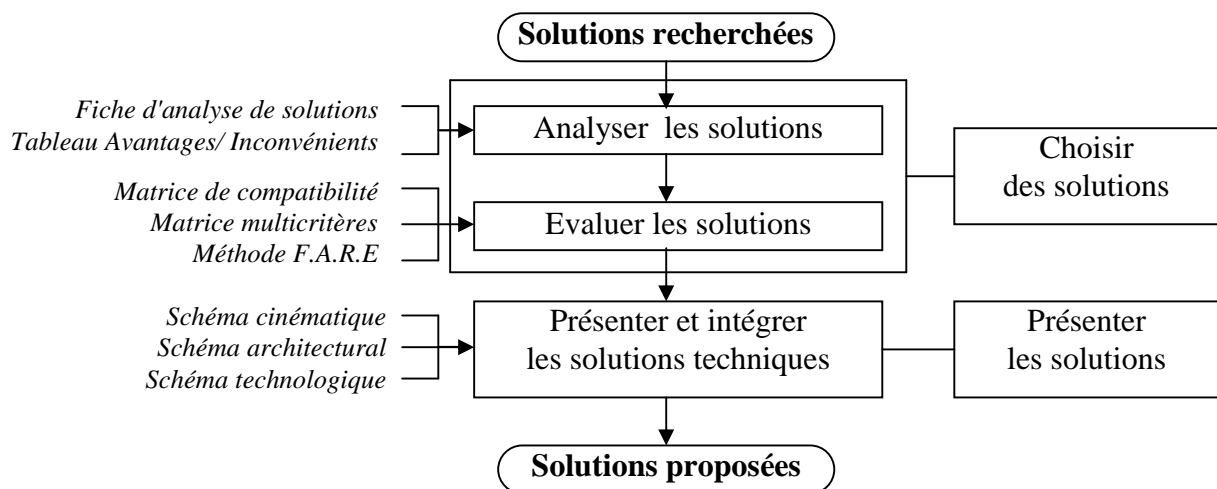 Solutions recherchées
Fiche d'analyse de solutions
Tableau Avantages/ Inconvénients
Analyser les solutions
Choisir
des solutions
Matrice de compatibilité
Matrice multicritères
Méthode F.A.R.E
Evaluer les solutions
Schéma cinématique
Schéma architectural
Schéma technologique
Présenter et intégrer
les solutions techniques
Présenter
les solutions
Solutions proposées